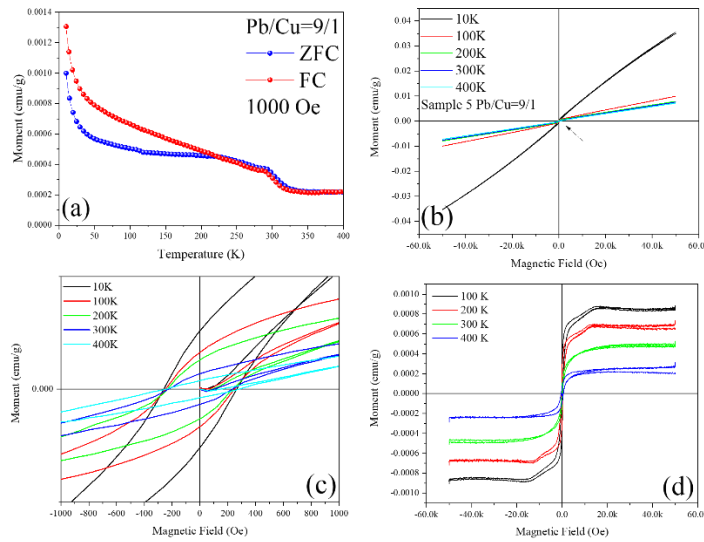 0.0014
0.0012
0.0010
0.0008
0.0006
0.0004
0.0002
0.0000
Moment (emu/g)
Pb/Cu=9/1
ZFC
FC
1000 Oe
(a)
0 50 100 150 200 250 300 350 400
Temperature (K)
0.04
0.03
0.02
0.01
0.00
-0.01
-0.02
-0.03
-0.04
Moment (emu/g)
10K
100K
200K
300K
400K
Sample 5 Pb/Cu=9/1
(b)
-60.0k -40.0k -20.0k 0.0 20.0k 40.0k 60.0k
Magnetic Field (Oe)
0.000
Moment (emu/g)
10K
100K
200K
300K
400K
(c)
-1000 -800 -600 -400 -200 0 200 400 600 800 1000
Magnetic Field (Oe)
0.0010
0.0008
0.0006
0.0004
0.0002
0.0000
-0.0002
-0.0004
-0.0006
-0.0008
-0.0010
Moment (emu/g)
100 K
200 K
300 K
400 K
(d)
-60.0k -40.0k -20.0k 0.0 20.0k 40.0k 60.0k
Magnetic Field (Oe)